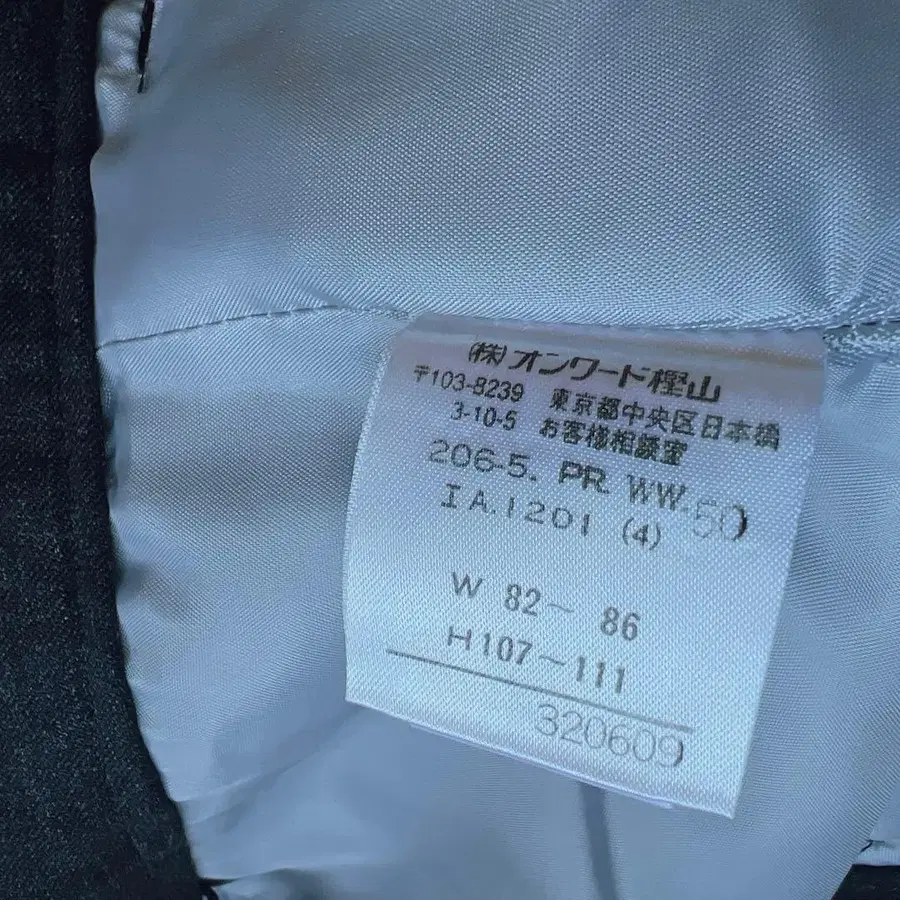 (株)オンワード樫山
〒103-8239 東京都中央区日本橋
3-10-5 お客様相談室
206-5. PR. WW-50
IA.1201 (4)
W 82～ 86
H107～111
320609